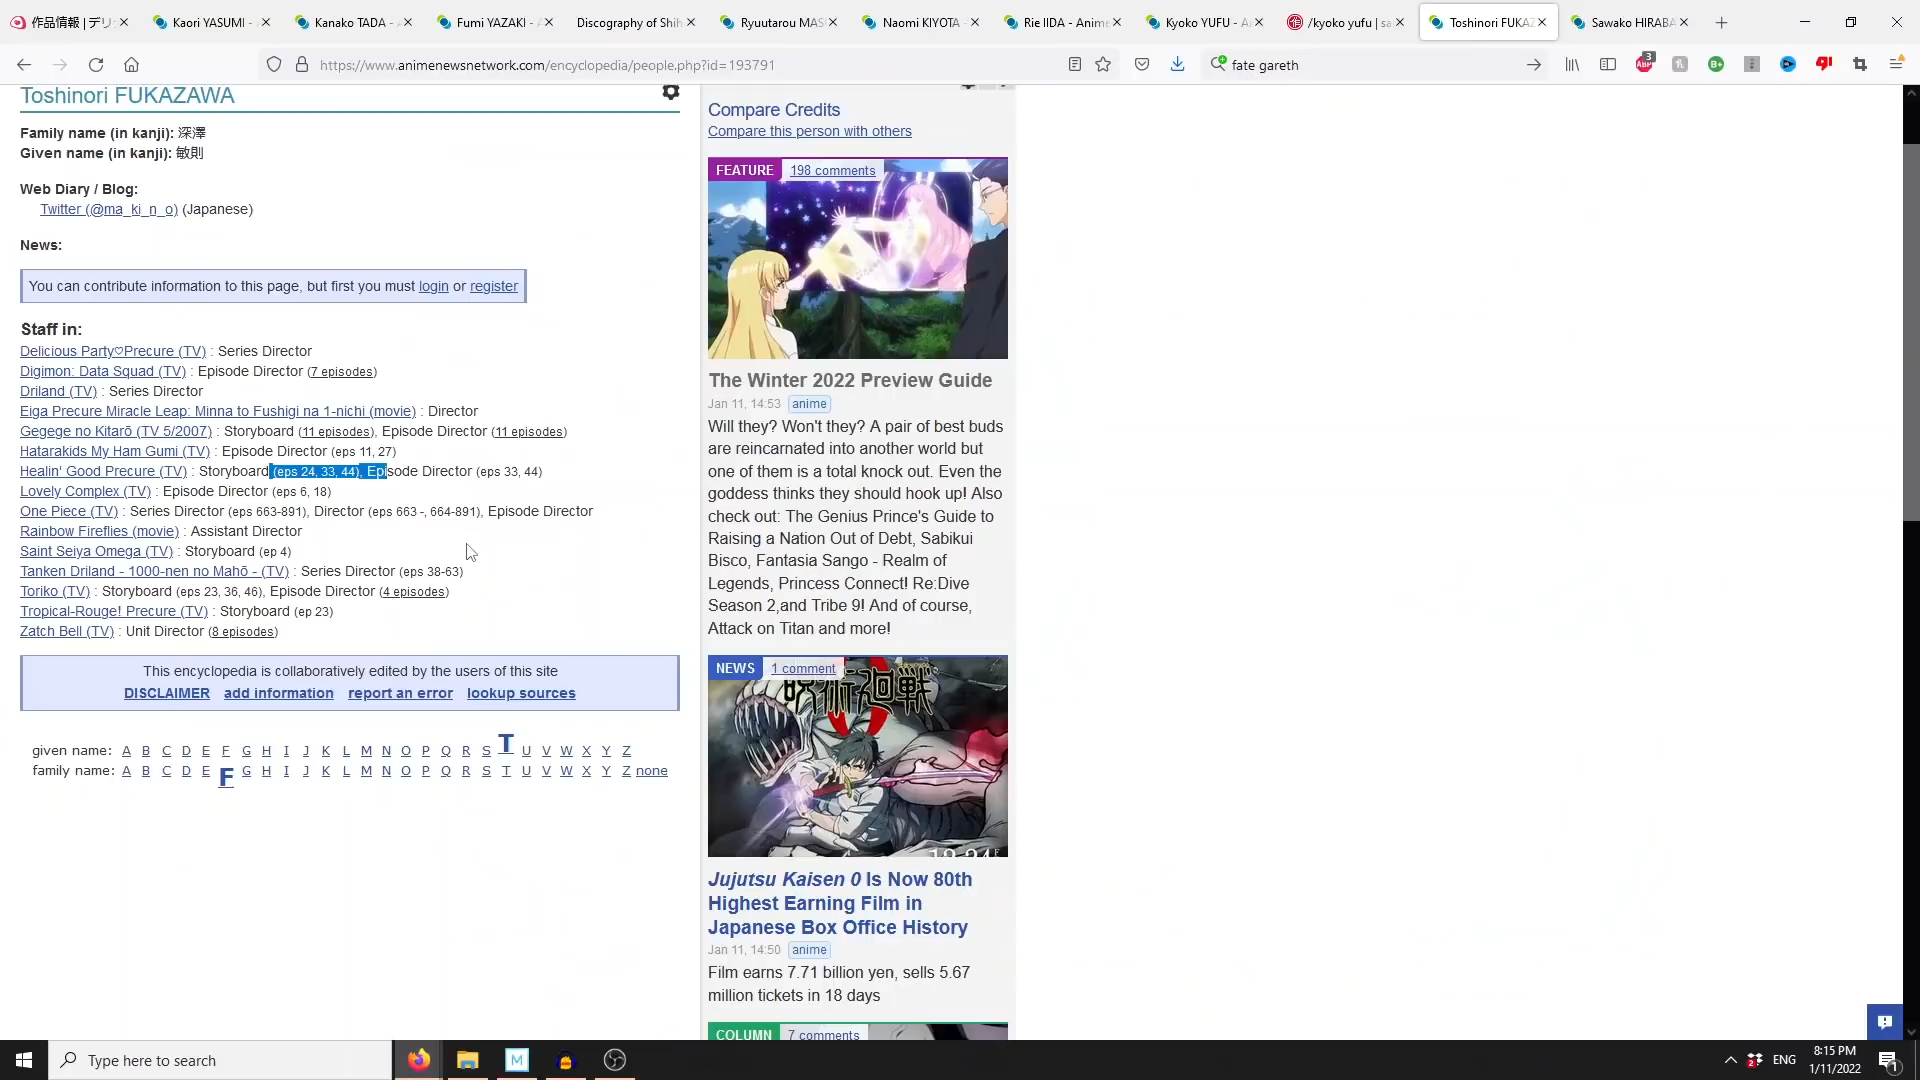 作品情報 | デリ
Kaori YASUMI - A
Kanako TADA - A
Fumi YAZAKI - A
Discography of Shih
Ryuutarou MAS
Naomi KIYOTA -
Rie IIDA - Anime
Kyoko YUFU - A
/kyoko yufu | sa
Toshinori FUKAZ
Sawako HIRABA
https://www.animenewsnetwork.com/encyclopedia/people.php?id=193791
fate gareth
ABP
3
Toshinori FUKAZAWA
Family name (in kanji): 深澤
Given name (in kanji): 敏則
Web Diary / Blog:
Twitter (@ma_ki_n_o) (Japanese)
News:
You can contribute information to this page, but first you must login or register
Staff in:
Delicious Party♡Precure (TV) : Series Director
Digimon: Data Squad (TV) : Episode Director (7 episodes)
Driland (TV) : Series Director
Eiga Precure Miracle Leap: Minna to Fushigi na 1-nichi (movie) : Director
Gegege no Kitarō (TV 5/2007) : Storyboard (11 episodes), Episode Director (11 episodes)
Hatarakids My Ham Gumi (TV) : Episode Director (eps 11, 27)
Healin' Good Precure (TV) : Storyboard (eps 24, 33, 44), Episode Director (eps 33, 44)
Lovely Complex (TV) : Episode Director (eps 6, 18)
One Piece (TV) : Series Director (eps 663-891), Director (eps 663 -, 664-891), Episode Director
Rainbow Fireflies (movie) : Assistant Director
Saint Seiya Omega (TV) : Storyboard (ep 4)
Tanken Driland - 1000-nen no Mahō - (TV) : Series Director (eps 38-63)
Toriko (TV) : Storyboard (eps 23, 36, 46), Episode Director (4 episodes)
Tropical-Rouge! Precure (TV) : Storyboard (ep 23)
Zatch Bell (TV) : Unit Director (8 episodes)
This encyclopedia is collaboratively edited by the users of this site
DISCLAIMER add information report an error lookup sources
given name: A B C D E F G H I J K L M N O P Q R S T U V W X Y Z
family name: A B C D E F G H I J K L M N O P Q R S T U V W X Y Z none
Compare Credits
Compare this person with others
FEATURE 198 comments
The Winter 2022 Preview Guide
Jan 11, 14:53 anime
Will they? Won't they? A pair of best buds
are reincarnated into another world but
one of them is a total knock out. Even the
goddess thinks they should hook up! Also
check out: The Genius Prince's Guide to
Raising a Nation Out of Debt, Sabikui
Bisco, Fantasia Sango - Realm of
Legends, Princess Connect! Re:Dive
Season 2,and Tribe 9! And of course,
Attack on Titan and more!
NEWS 1 comment
呪術廻戦
Jujutsu Kaisen 0 Is Now 80th
Highest Earning Film in
Japanese Box Office History
Jan 11, 14:50 anime
Film earns 7.71 billion yen, sells 5.67
million tickets in 18 days
COLUMN 7 comments
Type here to search
M
ENG
8:15 PM
1/11/2022
1